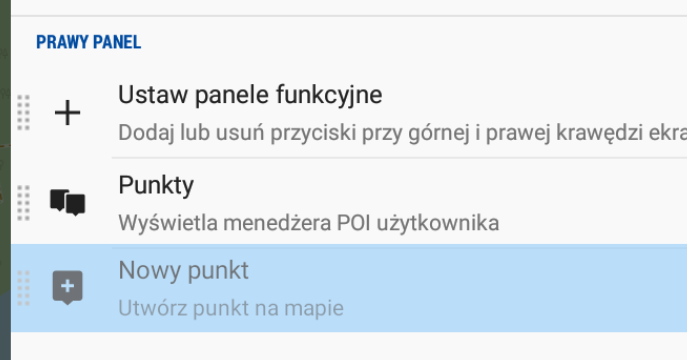 PRAWY PANEL
Ustaw panele funkcyjne
Dodaj lub usuń przyciski przy górnej i prawej krawędzi ekra
Punkty
Wyświetla menedżera POI użytkownika
Nowy punkt
Utwórz punkt na mapie